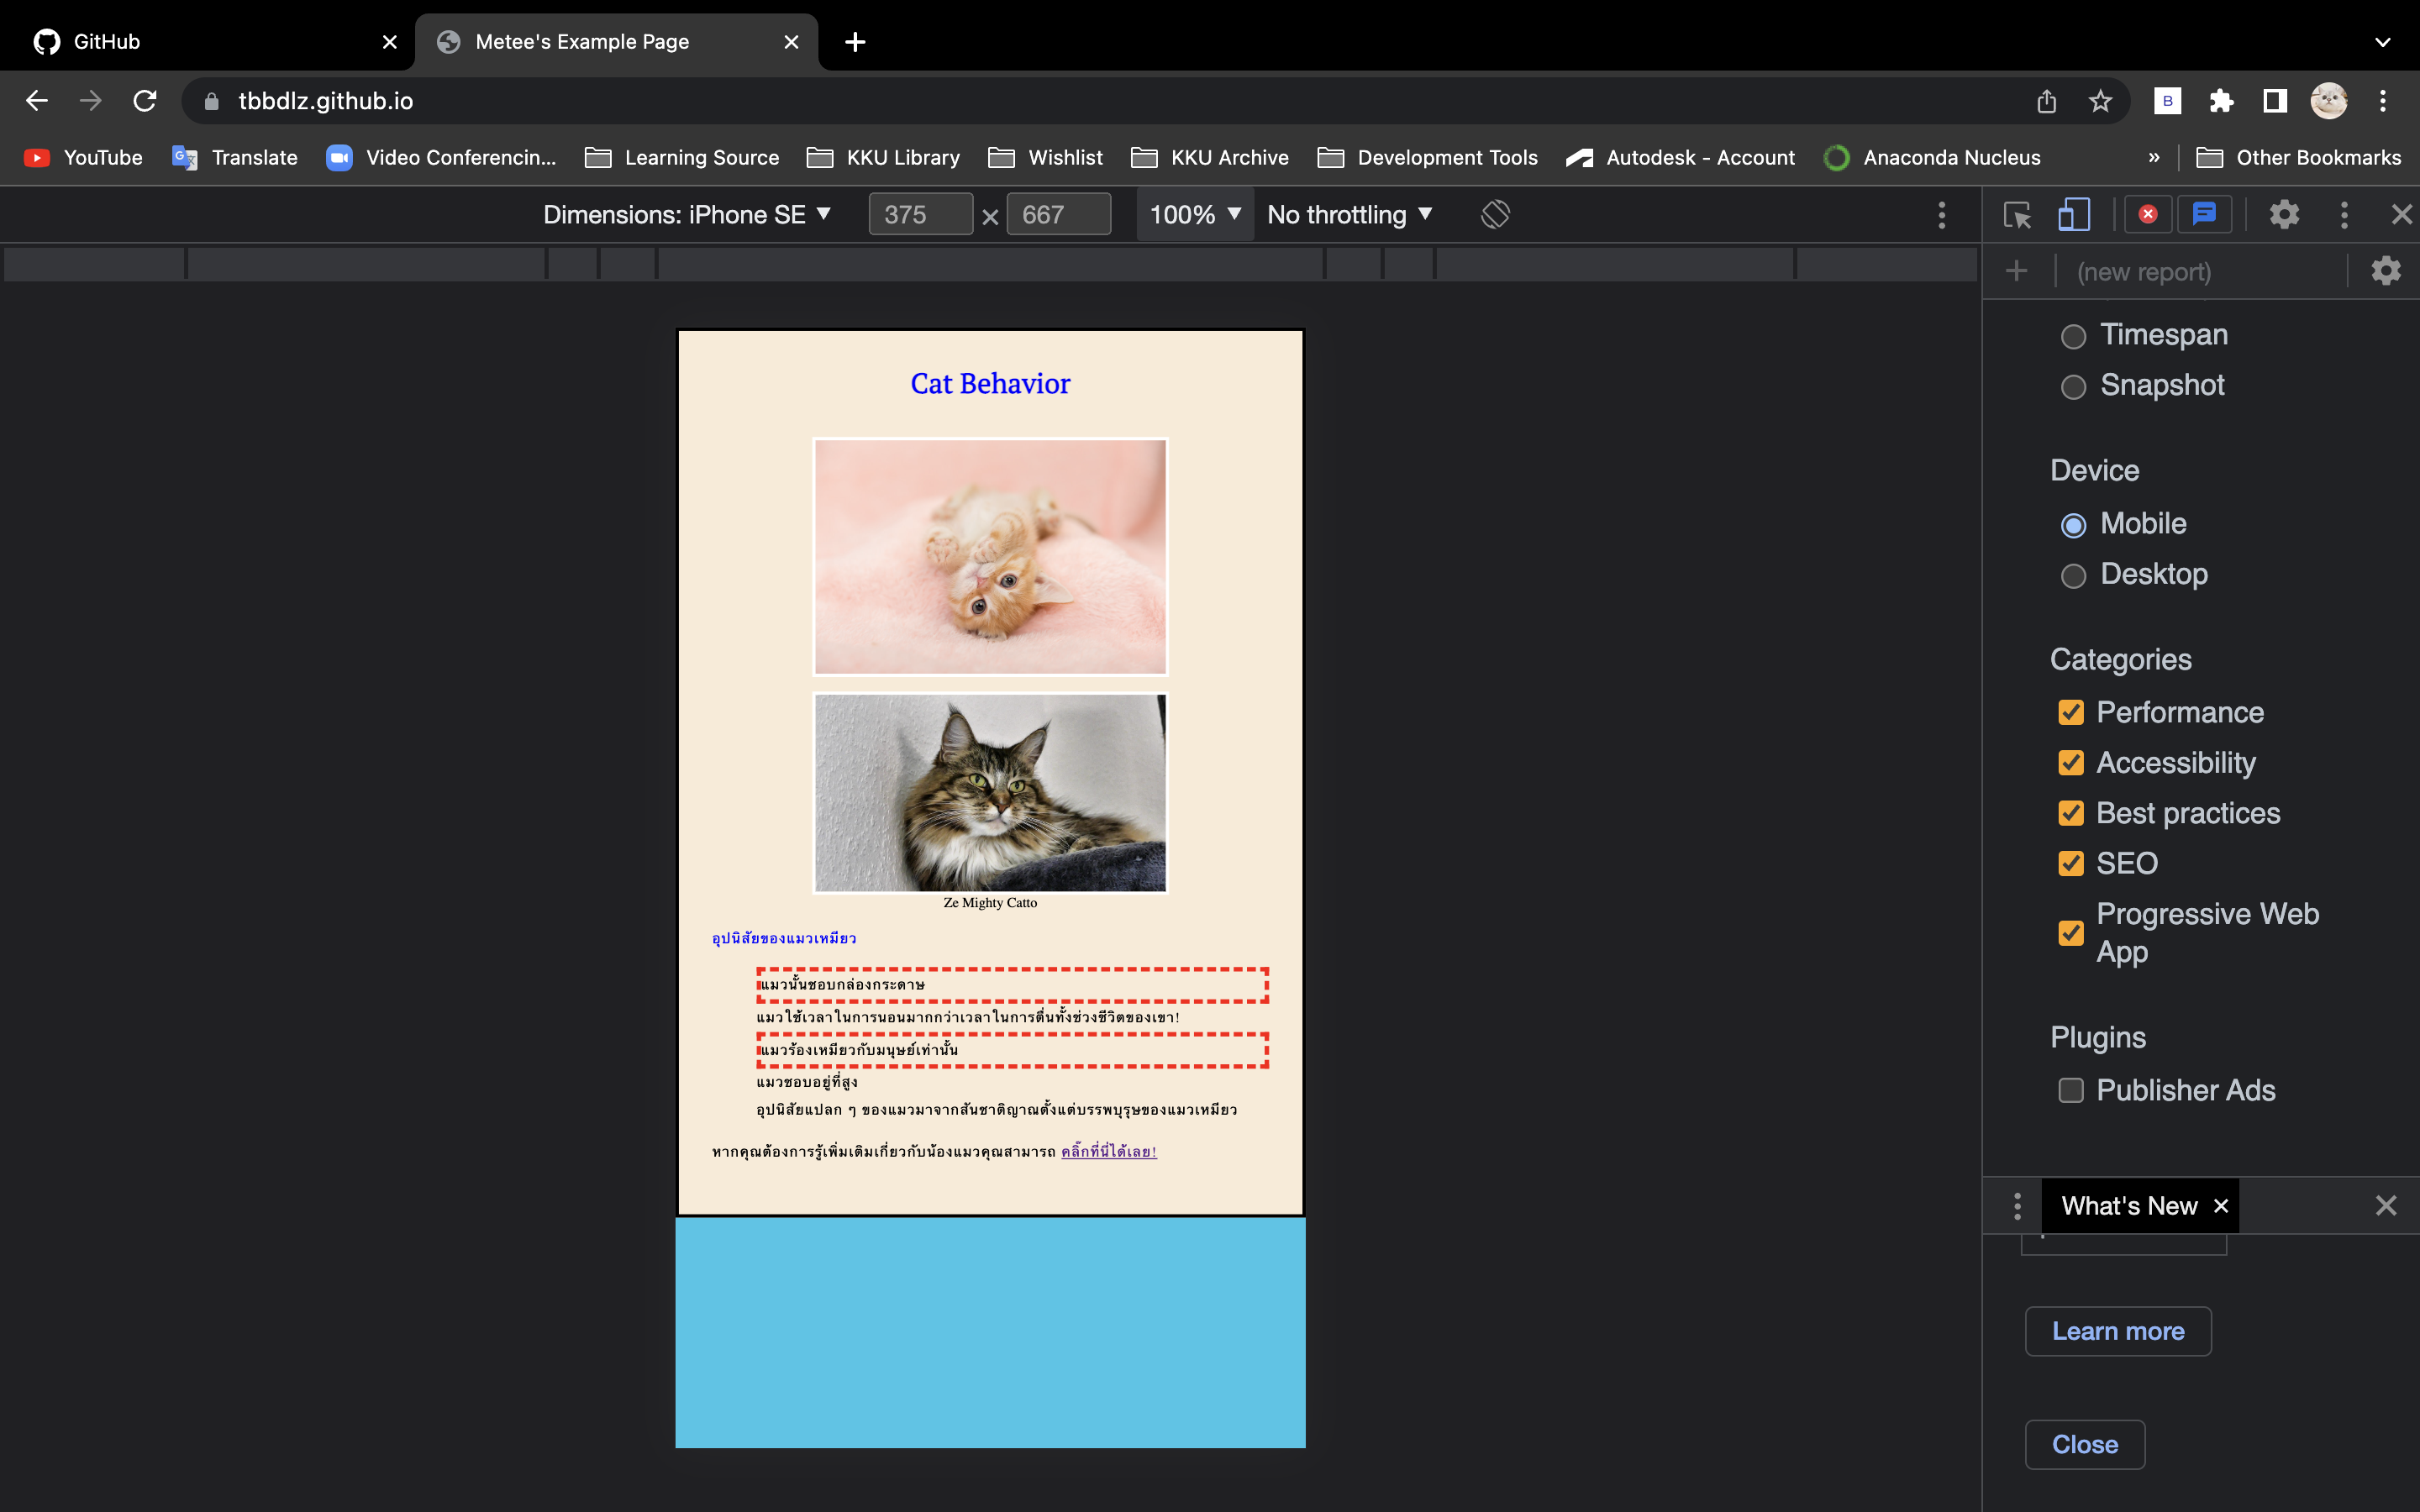 GitHub
Metee's Example Page
tbbdlz.github.io
B
YouTube
Translate
Video Conferencin...
Learning Source
KKU Library
Wishlist
KKU Archive
Development Tools
Autodesk - Account
Anaconda Nucleus
»
Other Bookmarks
Dimensions: iPhone SE
375 × 667
100%
No throttling
(new report)
Cat Behavior
Ze Mighty Catto
อุปนิสัยของแมวเหมียว
แมวนั้นชอบกล่องกระดาษ
แมวใช้เวลาในการนอนมากกว่าเวลาในการตื่นทั้งช่วงชีวิตของเขา!
แมวร้องเหมียวกับมนุษย์เท่านั้น
แมวชอบอยู่ที่สูง
อุปนิสัยแปลก ๆ ของแมวมาจากสันชาติญาณตั้งแต่บรรพบุรุษของแมวเหมียว
หากคุณต้องการรู้เพิ่มเติมเกี่ยวกับน้องแมวคุณสามารถ คลิ๊กที่นี่ได้เลย!
Timespan
Snapshot
Device
Mobile
Desktop
Categories
Performance
Accessibility
Best practices
SEO
Progressive Web
App
Plugins
Publisher Ads
What's New
Learn more
Close